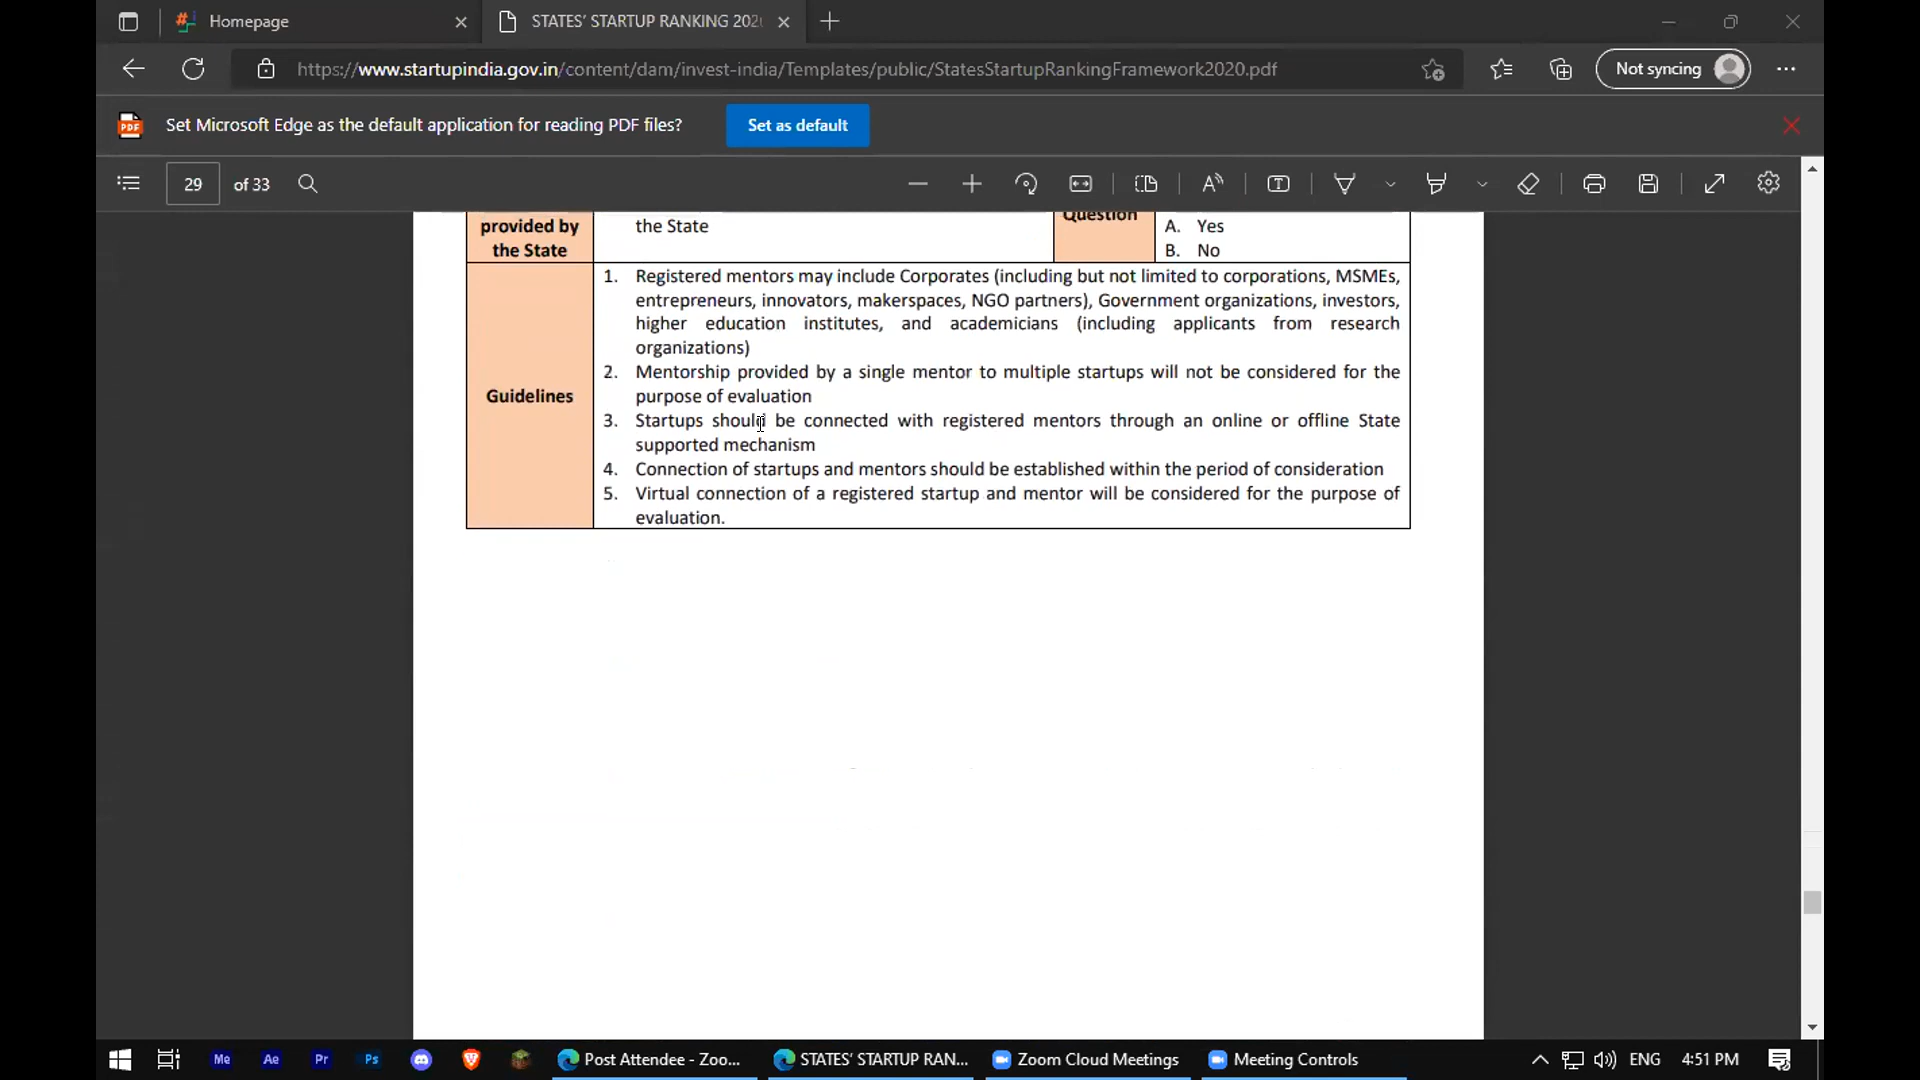 Homepage
STATES' STARTUP RANKING 202
https://www.startupindia.gov.in/content/dam/invest-india/Templates/public/StatesStartupRankingFramework2020.pdf
Not syncing
PDF
Set Microsoft Edge as the default application for reading PDF files?
Set as default
29 of 33
provided by
the State
the State
Question
A. Yes
B. No
Guidelines
1. Registered mentors may include Corporates (including but not limited to corporations, MSMEs,
entrepreneurs, innovators, makerspaces, NGO partners), Government organizations, investors,
higher education institutes, and academicians (including applicants from research
organizations)
2. Mentorship provided by a single mentor to multiple startups will not be considered for the
purpose of evaluation
3. Startups should be connected with registered mentors through an online or offline State
supported mechanism
4. Connection of startups and mentors should be established within the period of consideration
5. Virtual connection of a registered startup and mentor will be considered for the purpose of
evaluation.
Me
Ae
Pr
Ps
Post Attendee - Zoo...
STATES' STARTUP RAN...
Zoom Cloud Meetings
Meeting Controls
ENG
4:51 PM